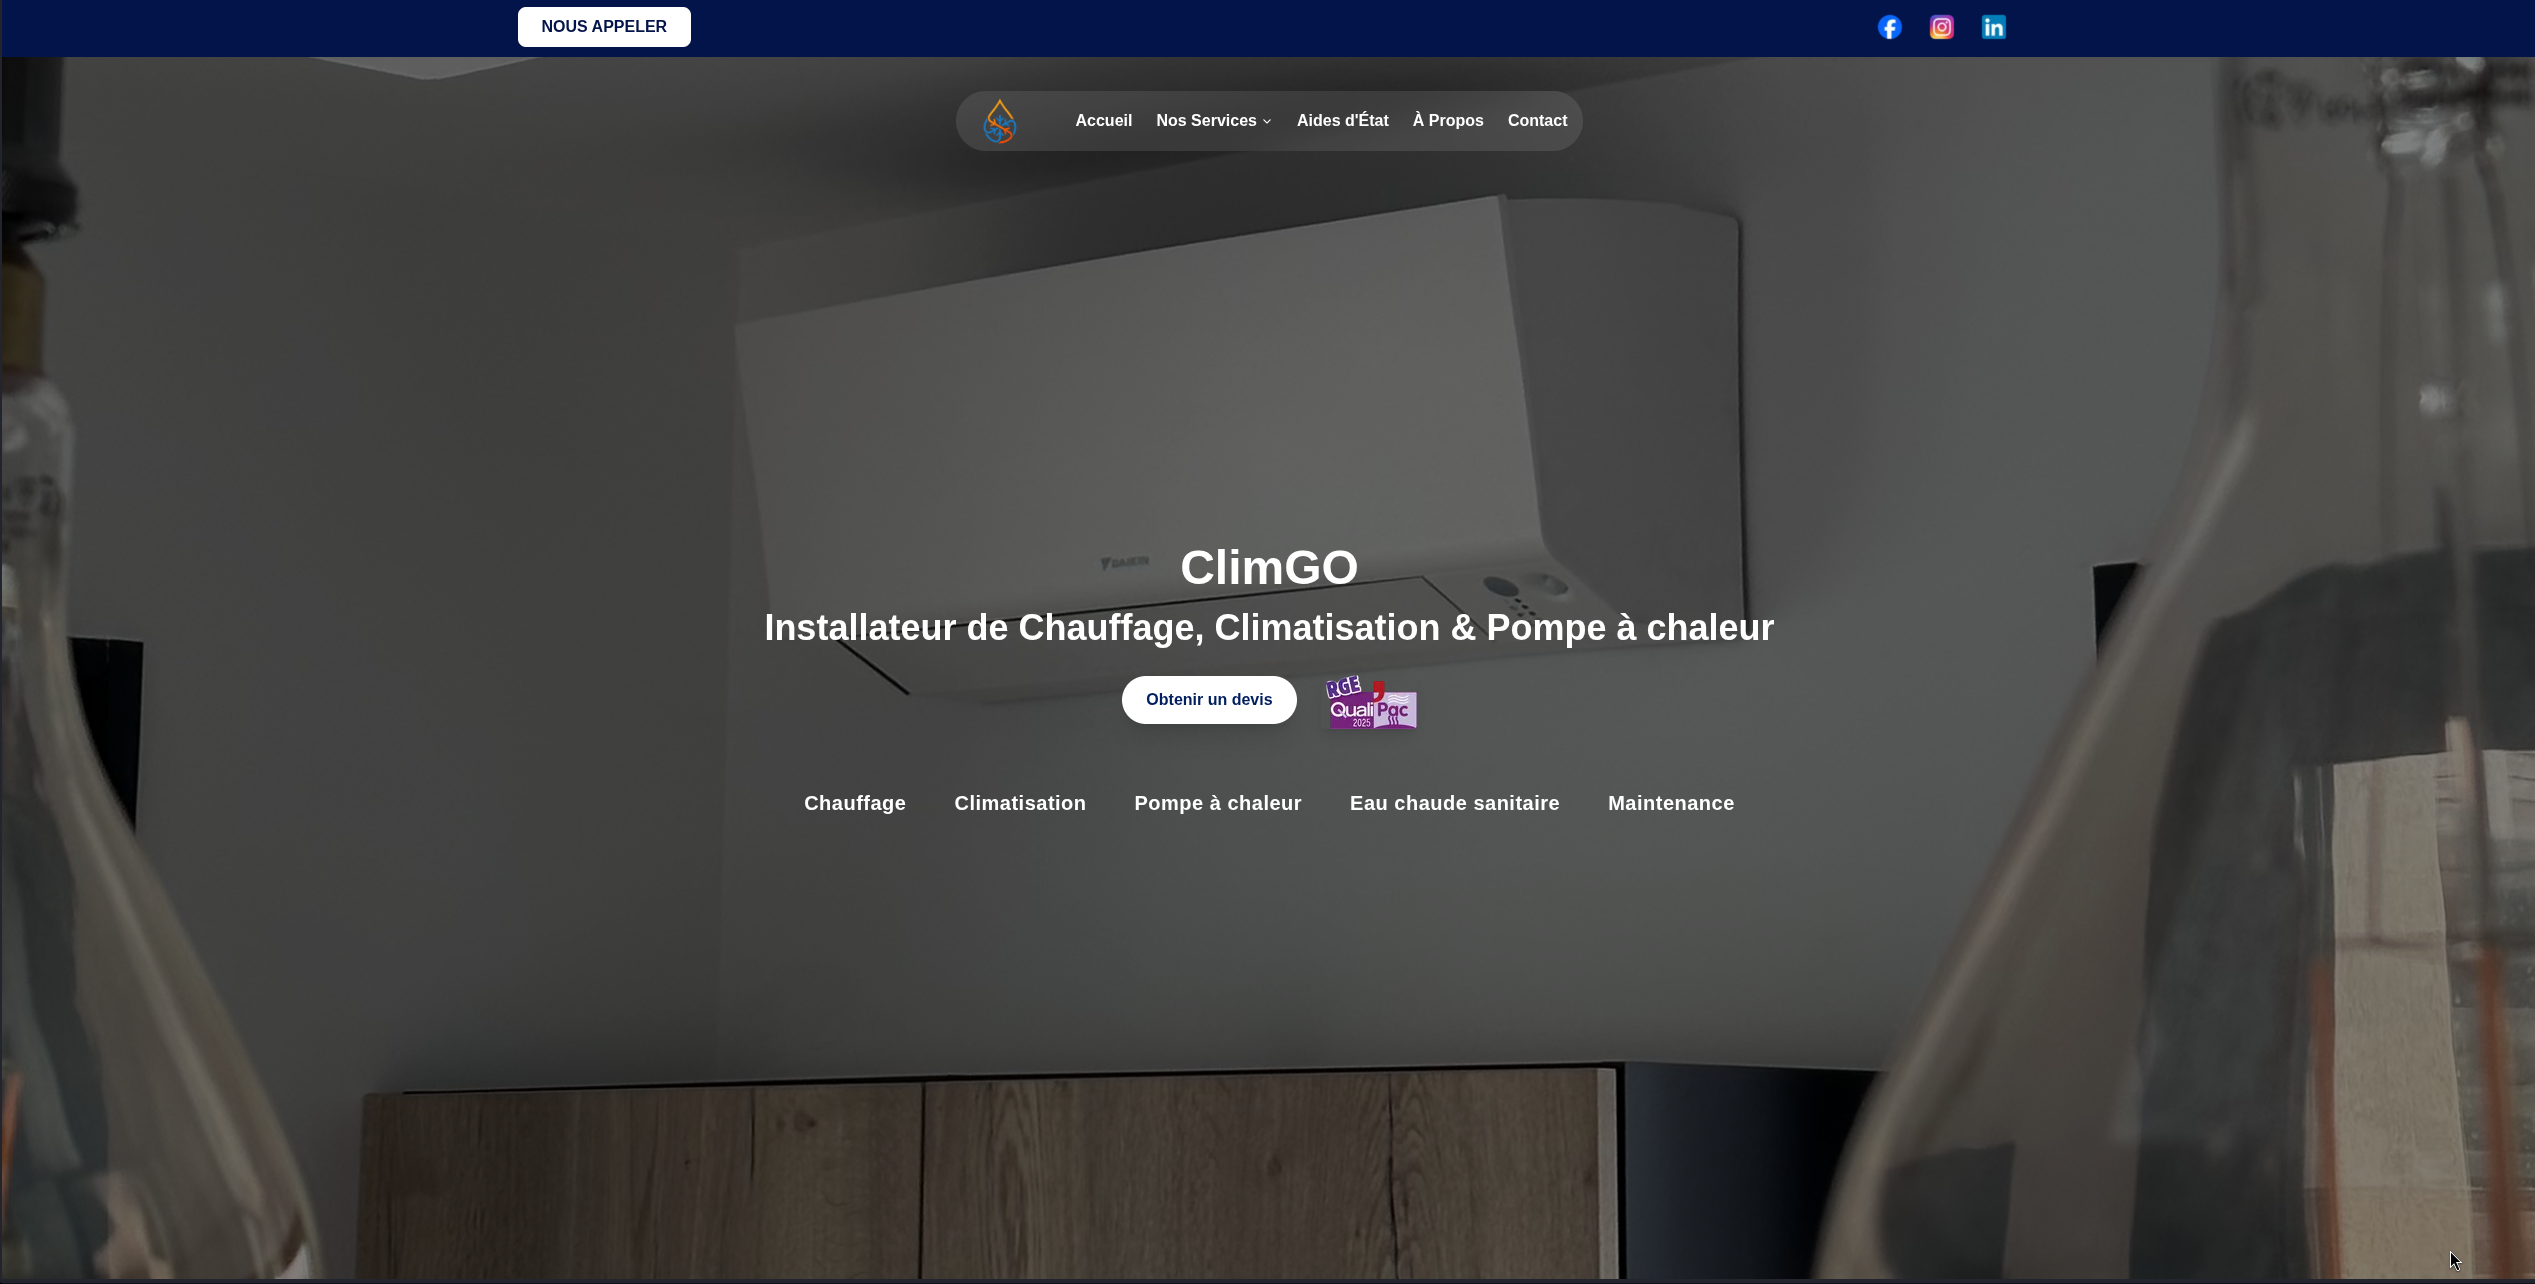 NOUS APPELER
Accueil Nos Services Aides d'État À Propos Contact
DAIKIN
ClimGO
Installateur de Chauffage, Climatisation & Pompe à chaleur
Obtenir un devis
RGE
QualiPac
2025
Chauffage Climatisation Pompe à chaleur Eau chaude sanitaire Maintenance